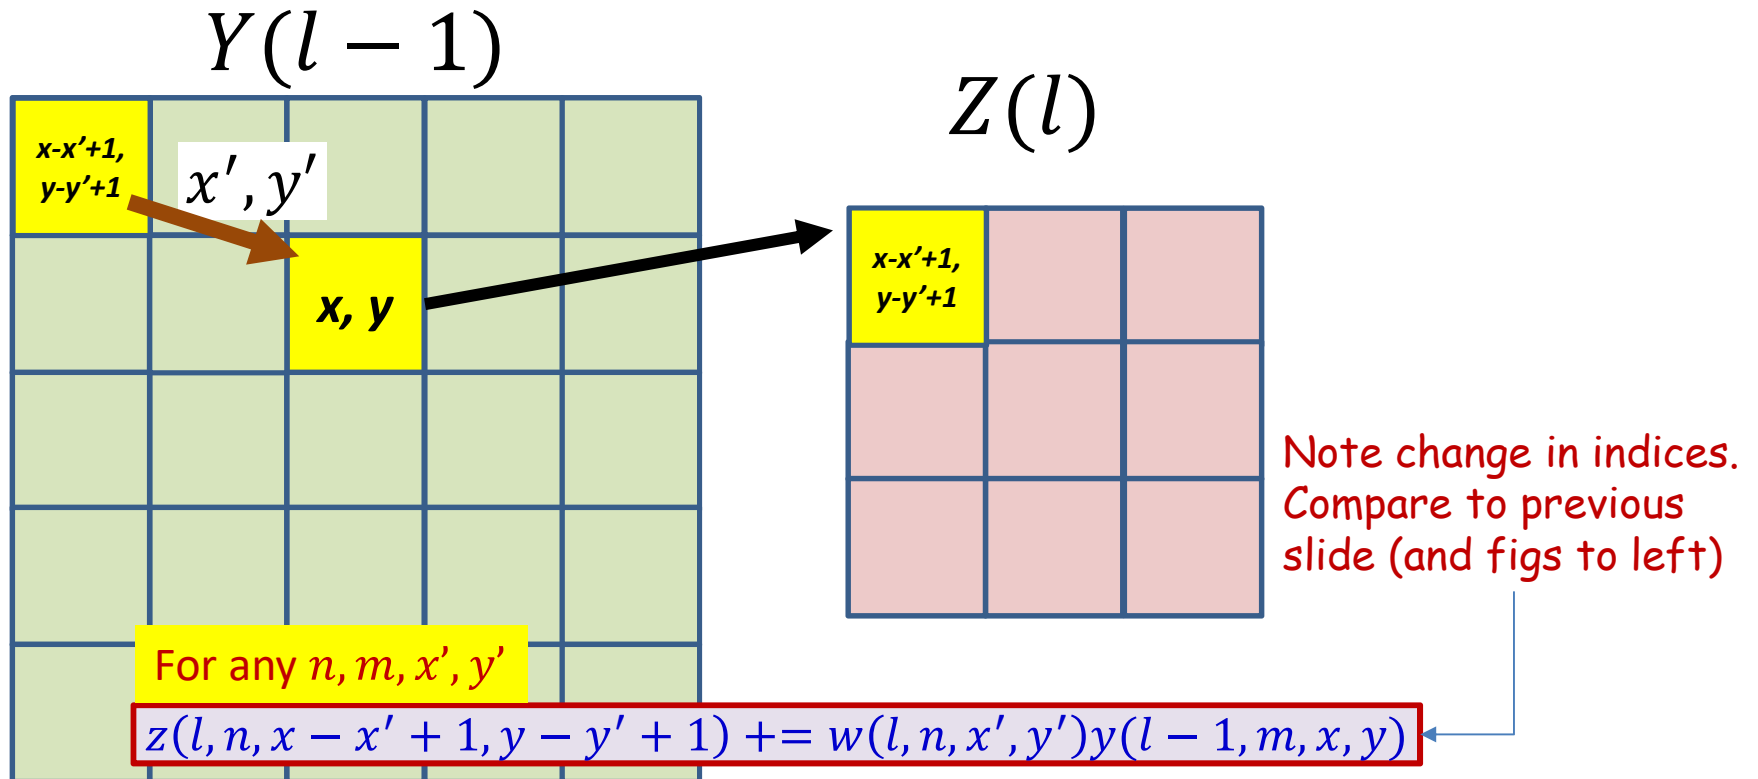 Y(l − 1)
Z(l)
x-x’+1,
y-y’+1
x′, y′
x, y
x-x’+1,
y-y’+1
Note change in indices.
Compare to previous
slide (and figs to left)
For any n, m, x’, y’
z(l, n, x − x′ + 1, y − y′ + 1) += w(l, n, x′, y′)y(l − 1, m, x, y)